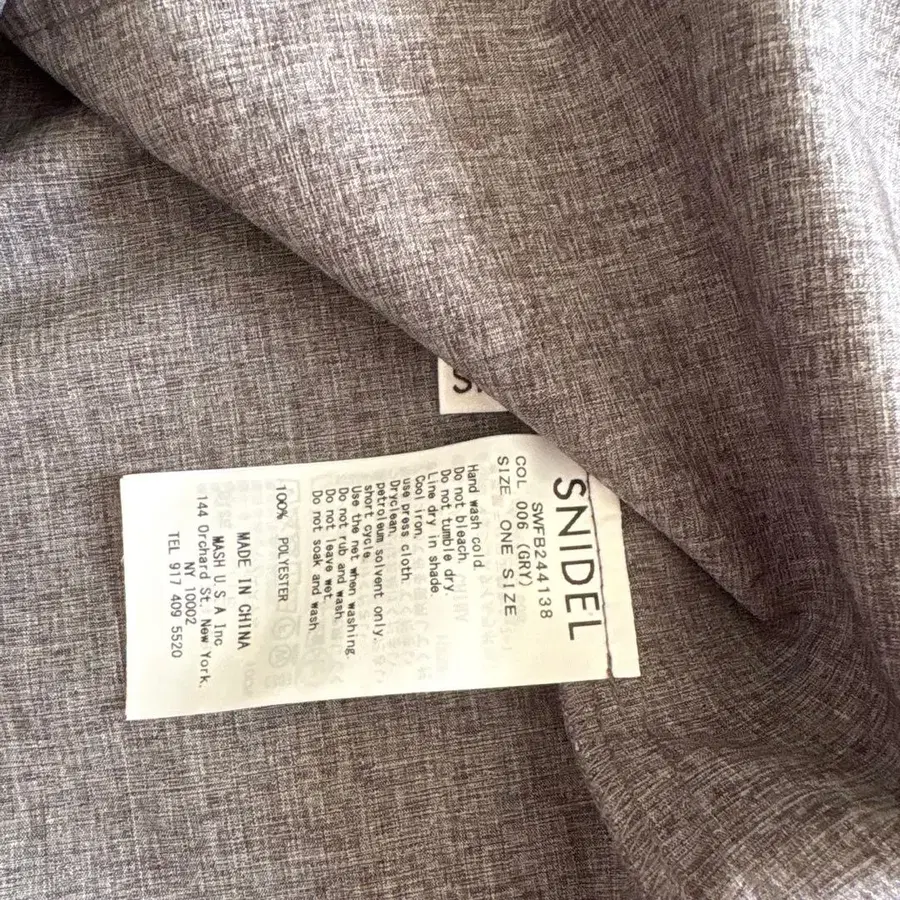 SNIDEL
SWFB244138
COL 006 (GRY)
SIZE ONE SIZE
Hand wash cold.
Do not bleach.
Do not tumble dry.
Line dry in shade.
Cool iron.
use press cloth.
Dryclean,
petroleum solvent only.
short cycle.
Use the net when washing.
Do not rub and wash.
Do not leave wet.
Do not soak and wash.
100% POLYESTER
MADE IN CHINA
MASH U S A Inc
144 Orchard St. New York.
NY 10002
TEL 917 409 5520